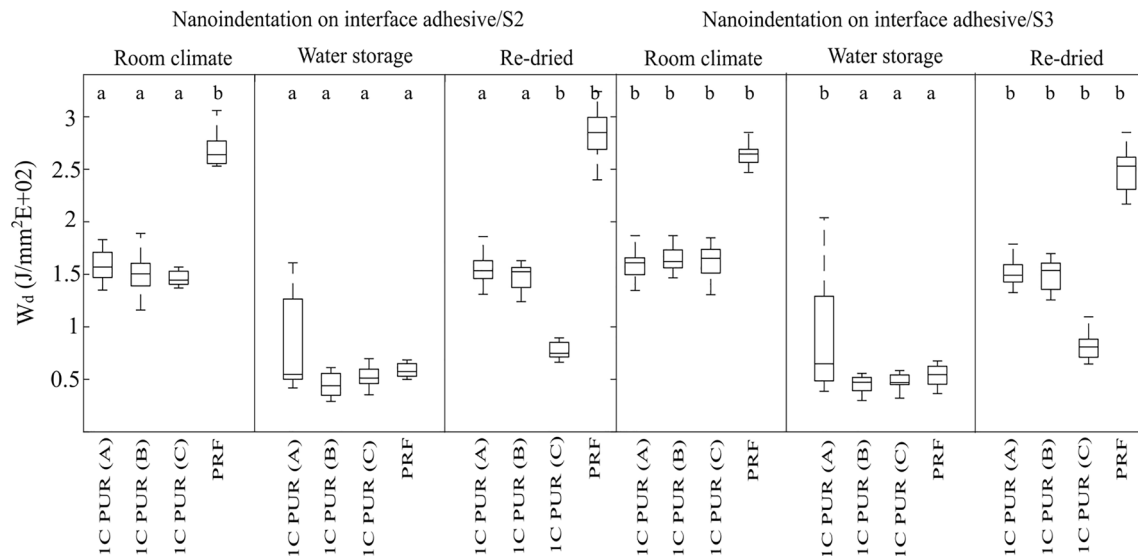 Nanoindentation on interface adhesive/S2 Nanoindentation on interface adhesive/S3
Room climate Water storage Re-dried Room climate Water storage Re-dried
a a a b a a a a a a b b b b b b b a a a b b b b
3
2.5
2
1.5
1
0.5
Wd (J/mm²E+02)
1C PUR (A)
1C PUR (B)
1C PUR (C)
PRF
1C PUR (A)
1C PUR (B)
1C PUR (C)
PRF
1C PUR (A)
1C PUR (B)
1C PUR (C)
PRF
1C PUR (A)
1C PUR (B)
1C PUR (C)
PRF
1C PUR (A)
1C PUR (B)
1C PUR (C)
PRF
1C PUR (A)
1C PUR (B)
1C PUR (C)
PRF